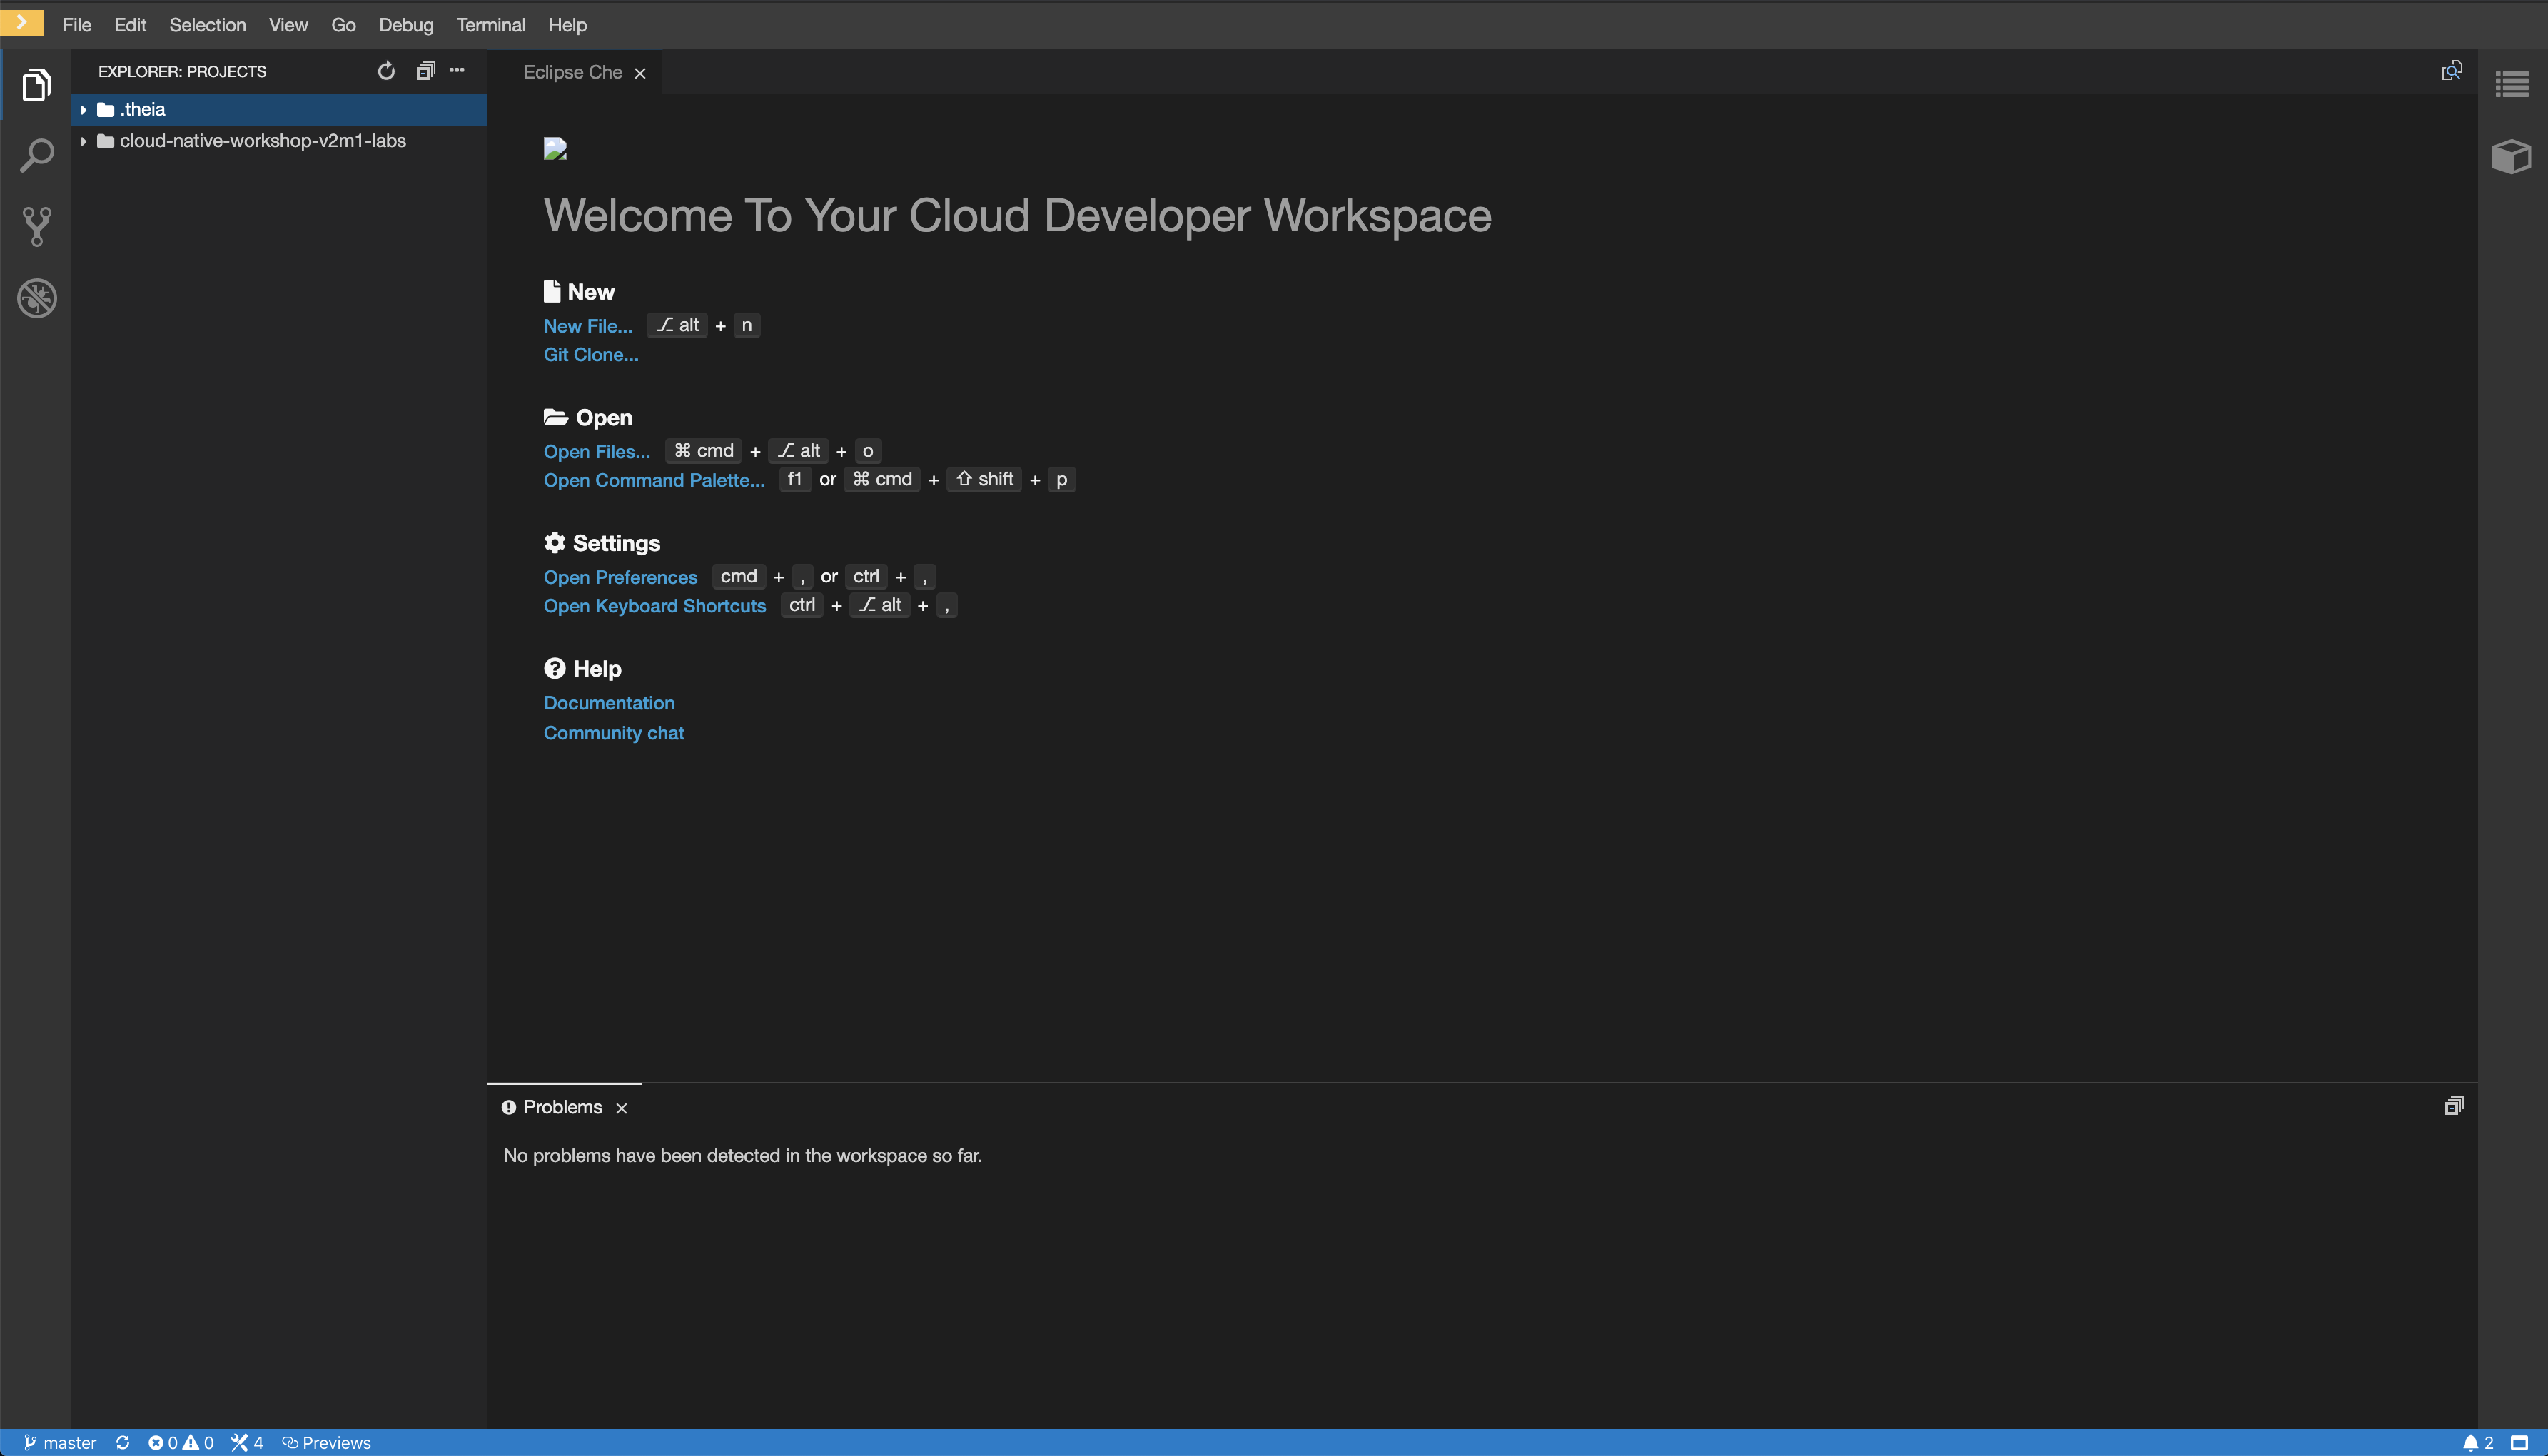 File Edit Selection View Go Debug Terminal Help
EXPLORER: PROJECTS
.theia
cloud-native-workshop-v2m1-labs
Eclipse Che
Welcome To Your Cloud Developer Workspace
New
New File... alt + n
Git Clone...
Open
Open Files... ⌘ cmd + ⌥ alt + o
Open Command Palette... f1 or ⌘ cmd + ⇧ shift + p
Settings
Open Preferences cmd + , or ctrl + ,
Open Keyboard Shortcuts ctrl + ⌥ alt + ,
Help
Documentation
Community chat
Problems
No problems have been detected in the workspace so far.
master 0 0 4 Previews 2